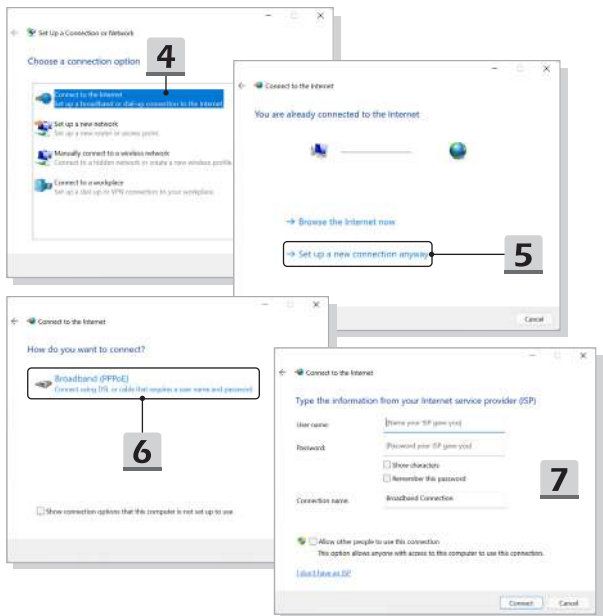 Set Up a Connection or Network
Choose a connection option
4
Connect to the Internet
Set up a broadband or dial-up connection to the Internet
Set up a new network
Set up a new router or access point.
Manually connect to a wireless network
Connect to a hidden network or create a new wireless profile
Connect to a workplace
Set up a dial-up or VPN connection to your workplace.
Connect to the Internet
You are already connected to the Internet
Browse the Internet now
Set up a new connection anyway
5
Cancel
Connect to the Internet
How do you want to connect?
Broadband (PPPoE)
Connect using DSL or cable that requires a user name and password
6
Show connection options that this computer is not set up to use
Connect to the Internet
Type the information from your Internet service provider (ISP)
User name:
[Name your ISP gave you]
Password:
[Password your ISP gave you]
Show characters
Remember this password
7
Connection name:
Broadband Connection
Allow other people to use this connection
This option allows anyone with access to this computer to use this connection.
I don't have an ISP
Connect
Cancel